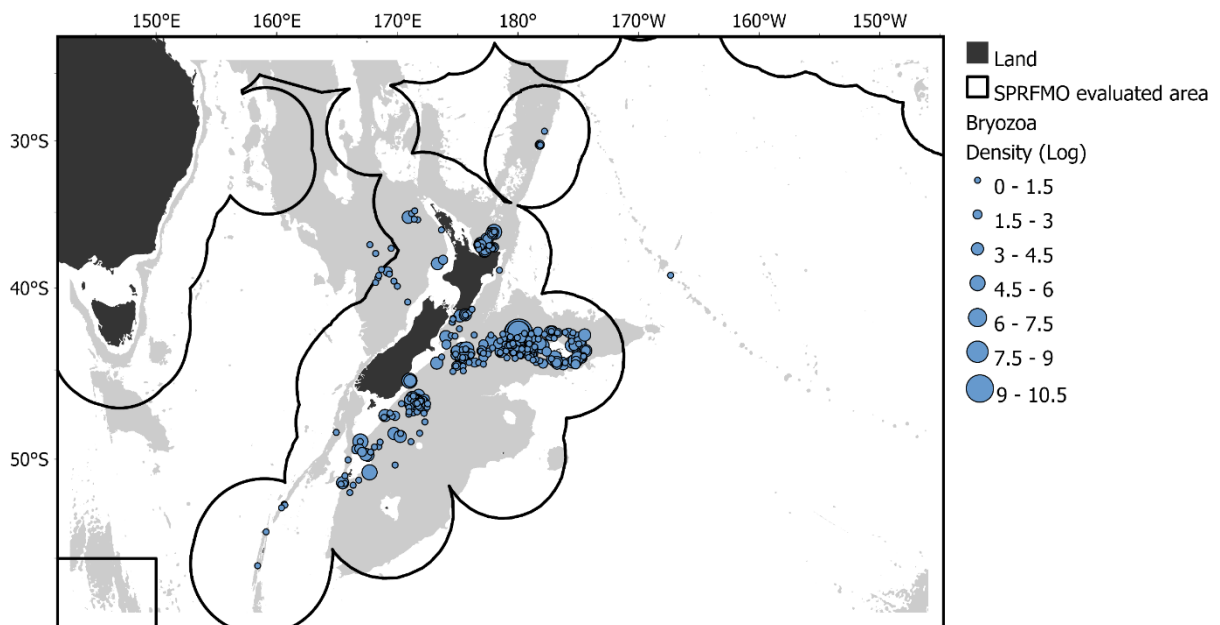 150°E 160°E 170°E 180° 170°W 160°W 150°W
30°S
40°S
50°S
Land
SPRFMO evaluated area
Bryozoa
Density (Log)
0 - 1.5
1.5 - 3
3 - 4.5
4.5 - 6
6 - 7.5
7.5 - 9
9 - 10.5